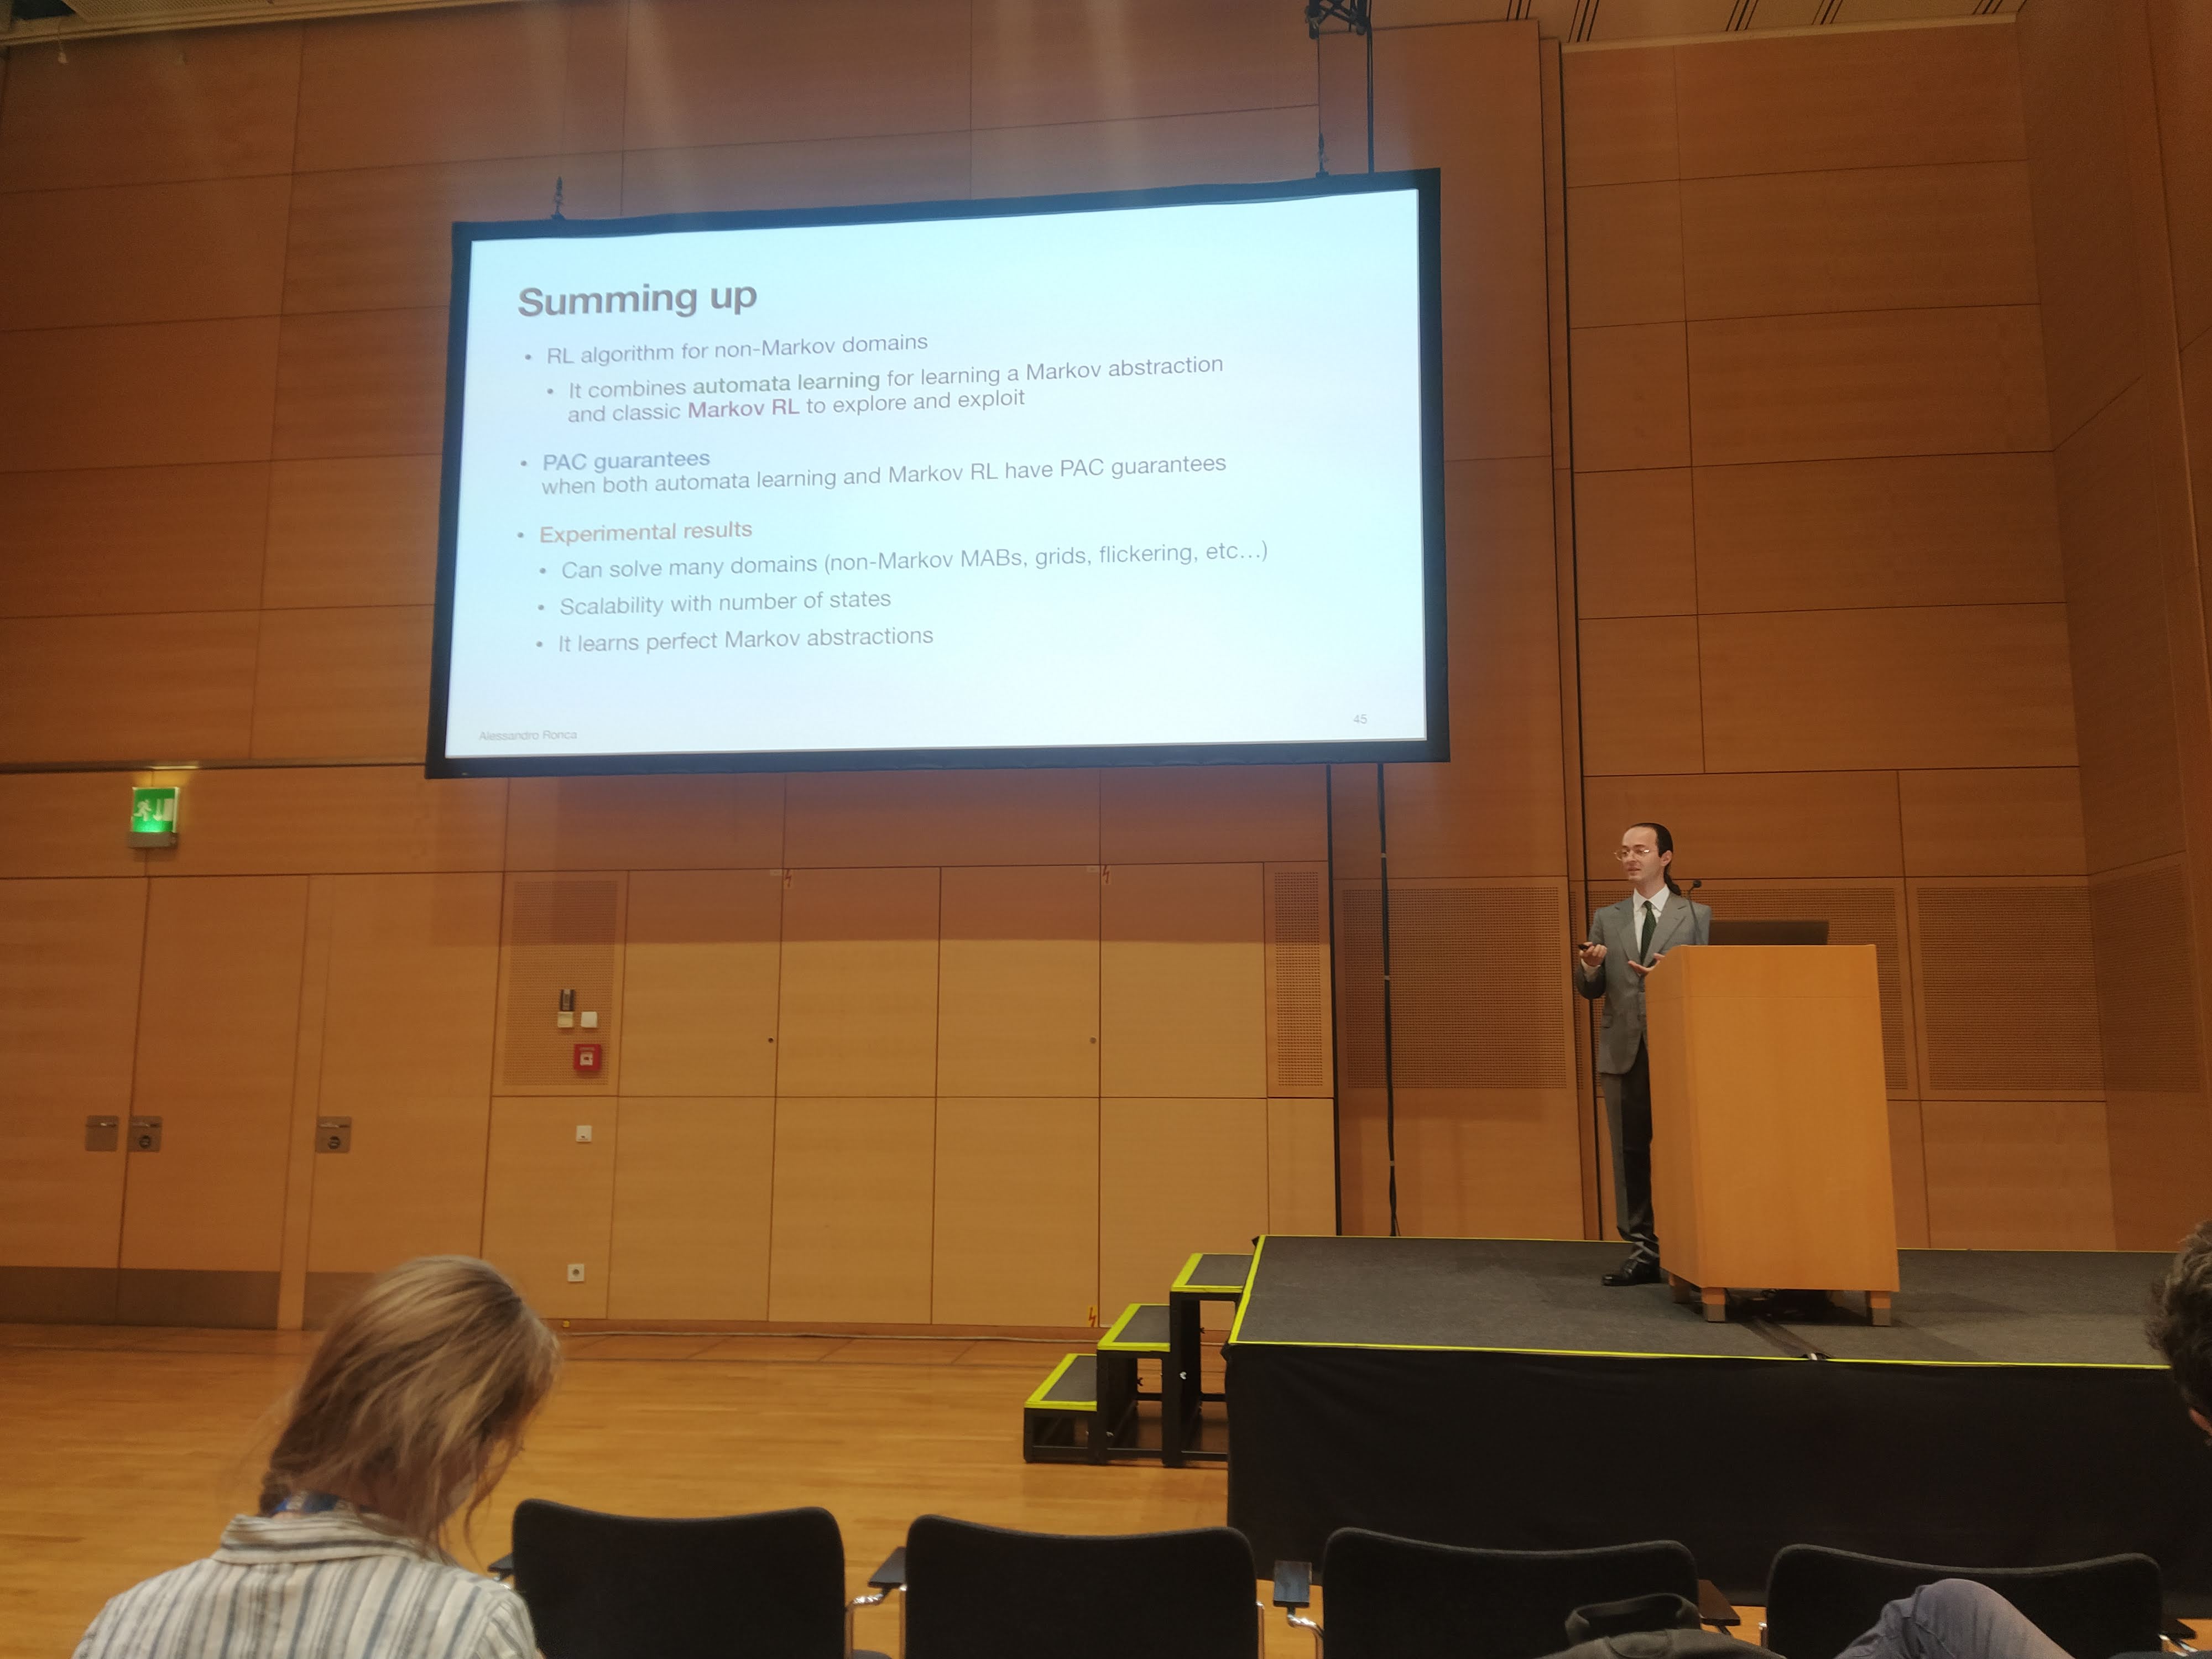 Summing up
• RL algorithm for non-Markov domains
• It combines automata learning for learning a Markov abstraction
and classic Markov RL to explore and exploit
• PAC guarantees
when both automata learning and Markov RL have PAC guarantees
• Experimental results
• Can solve many domains (non-Markov MABs, grids, flickering, etc…)
• Scalability with number of states
• It learns perfect Markov abstractions
Alessandro Ronca
45